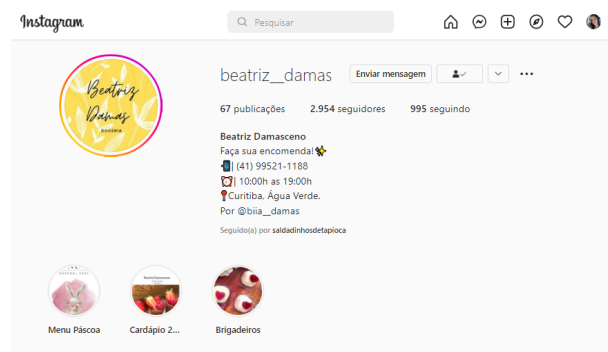 Instagram
Pesquisar
beatriz__damas Enviar mensagem
67 publicações 2.954 seguidores 995 seguindo
Beatriz Damas
DOCERIA
Beatriz Damasceno
Faça sua encomenda!
| (41) 99521-1188
| 10:00h as 19:00h
Curitiba, Água Verde.
Por @biia__damas
Seguido(a) por saldadinhosdetapioca
Menu Páscoa Cardápio 2... Brigadeiros